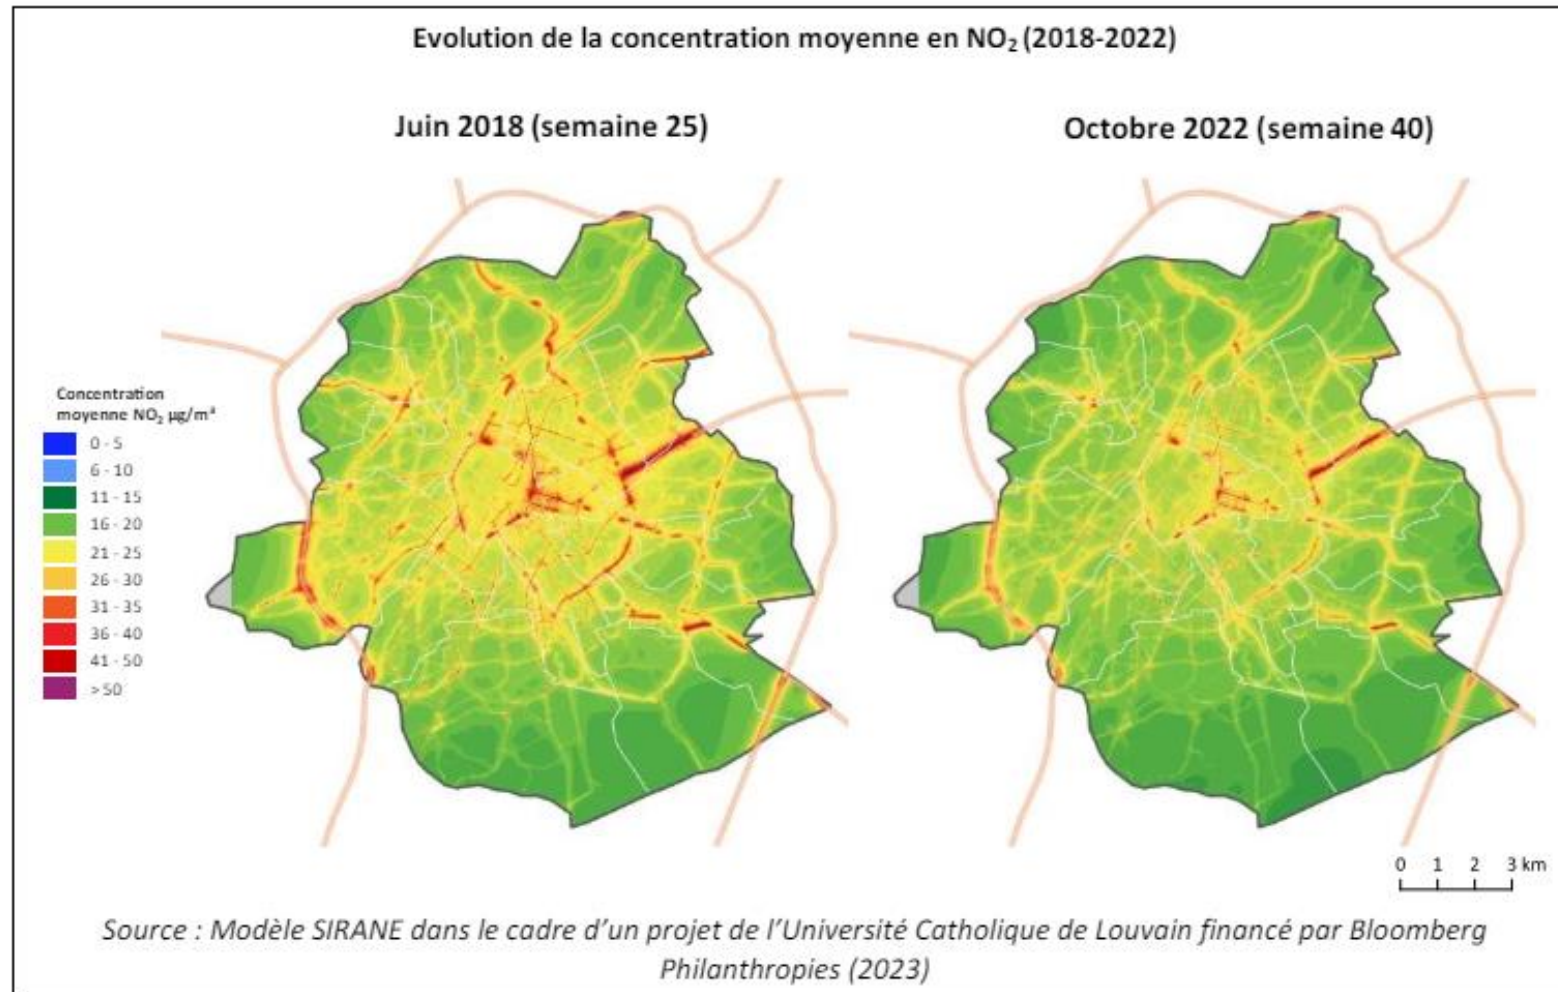 Evolution de la concentration moyenne en NO₂ (2018-2022)
Juin 2018 (semaine 25)
Octobre 2022 (semaine 40)
Concentration
moyenne NO₂ µg/m³
0 - 5
6 - 10
11 - 15
16 - 20
21 - 25
26 - 30
31 - 35
36 - 40
41 - 50
> 50
0 1 2 3 km
Source : Modèle SIRANE dans le cadre d’un projet de l’Université Catholique de Louvain financé par Bloomberg
Philanthropies (2023)